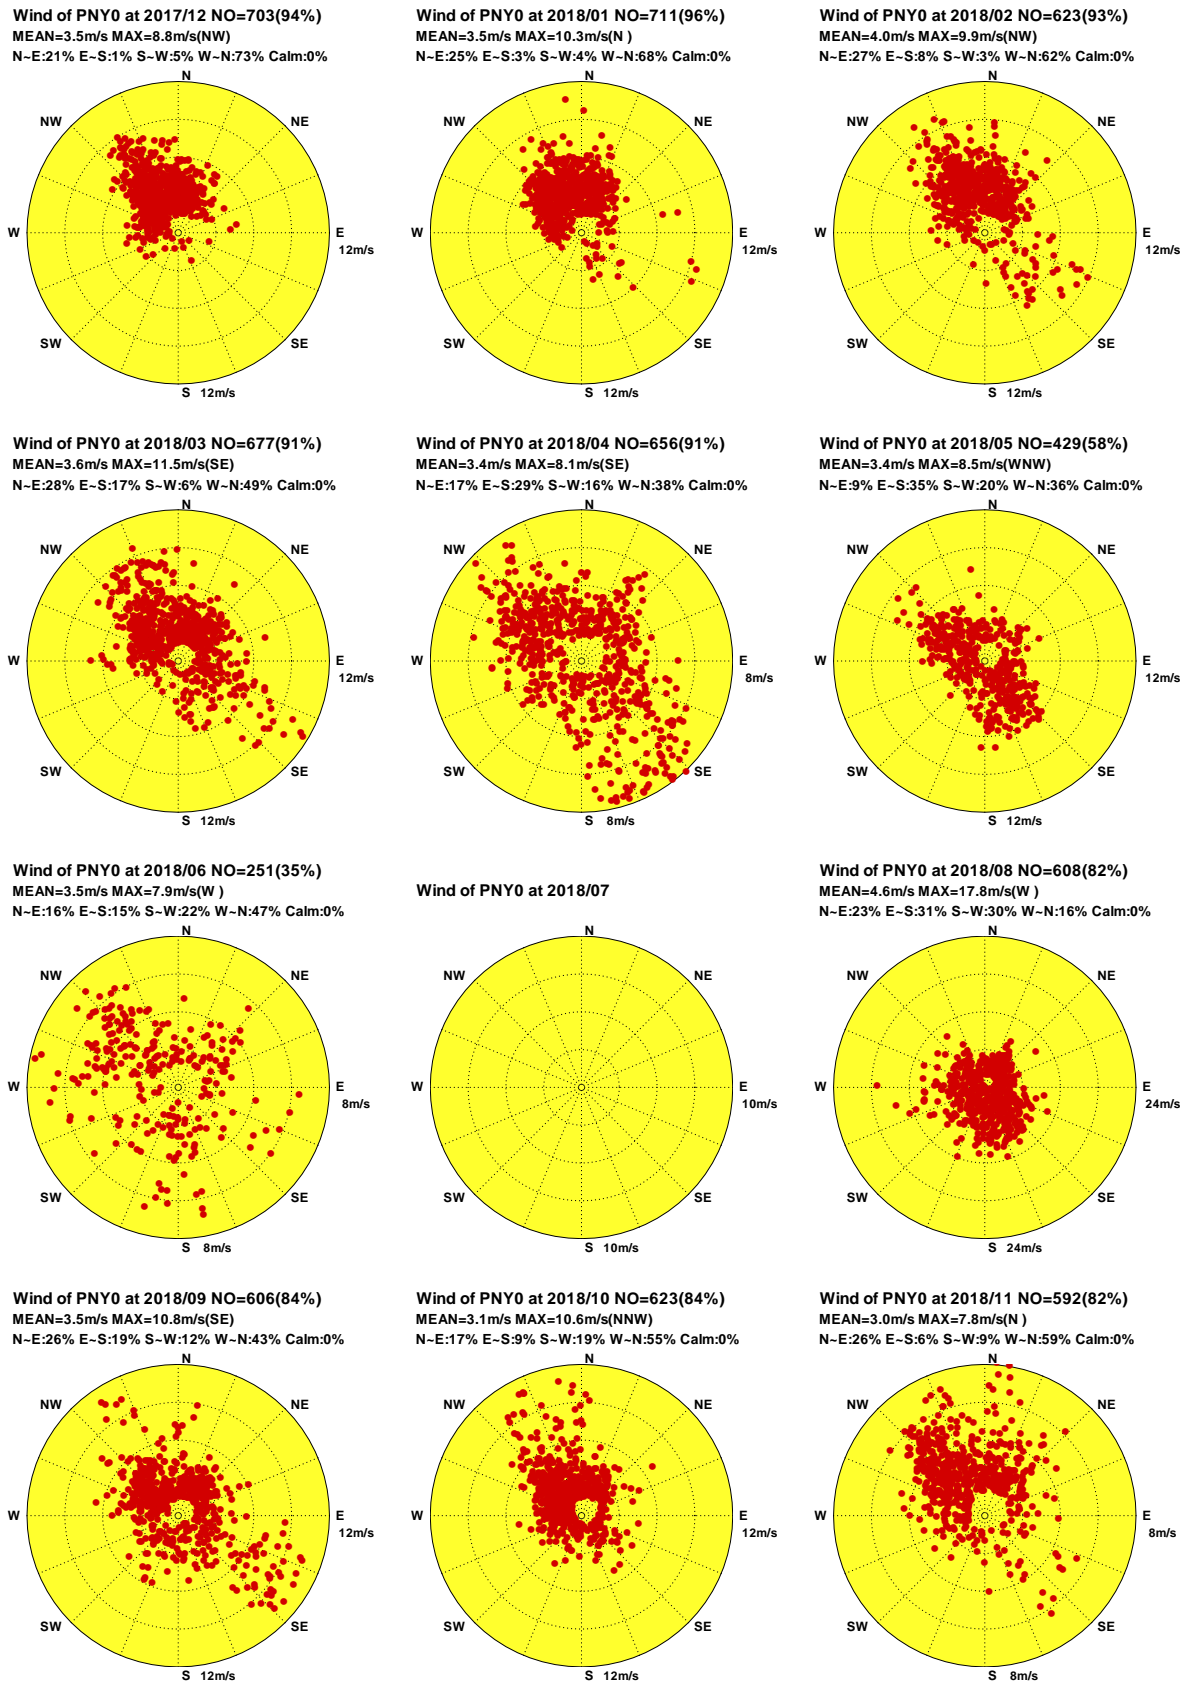 Wind of PNY0 at 2017/12 NO=703(94%)
MEAN=3.5m/s MAX=8.8m/s(NW)
N~E:21% E~S:1% S~W:5% W~N:73% Calm:0%
N
NW
NE
W
E
12m/s
SW
SE
S 12m/s
Wind of PNY0 at 2018/01 NO=711(96%)
MEAN=3.5m/s MAX=10.3m/s(N )
N~E:25% E~S:3% S~W:4% W~N:68% Calm:0%
N
NW
NE
W
E
12m/s
SW
SE
S 12m/s
Wind of PNY0 at 2018/02 NO=623(93%)
MEAN=4.0m/s MAX=9.9m/s(NW)
N~E:27% E~S:8% S~W:3% W~N:62% Calm:0%
N
NW
NE
W
E
12m/s
SW
SE
S 12m/s
Wind of PNY0 at 2018/03 NO=677(91%)
MEAN=3.6m/s MAX=11.5m/s(SE)
N~E:28% E~S:17% S~W:6% W~N:49% Calm:0%
N
NW
NE
W
E
12m/s
SW
SE
S 12m/s
Wind of PNY0 at 2018/04 NO=656(91%)
MEAN=3.4m/s MAX=8.1m/s(SE)
N~E:17% E~S:29% S~W:16% W~N:38% Calm:0%
N
NW
NE
W
E
8m/s
SW
SE
S 8m/s
Wind of PNY0 at 2018/05 NO=429(58%)
MEAN=3.4m/s MAX=8.5m/s(WNW)
N~E:9% E~S:35% S~W:20% W~N:36% Calm:0%
N
NW
NE
W
E
12m/s
SW
SE
S 12m/s
Wind of PNY0 at 2018/06 NO=251(35%)
MEAN=3.5m/s MAX=7.9m/s(W )
N~E:16% E~S:15% S~W:22% W~N:47% Calm:0%
N
NW
NE
W
E
8m/s
SW
SE
S 8m/s
Wind of PNY0 at 2018/07
N
NW
NE
W
E
10m/s
SW
SE
S 10m/s
Wind of PNY0 at 2018/08 NO=608(82%)
MEAN=4.6m/s MAX=17.8m/s(W )
N~E:23% E~S:31% S~W:30% W~N:16% Calm:0%
N
NW
NE
W
E
24m/s
SW
SE
S 24m/s
Wind of PNY0 at 2018/09 NO=606(84%)
MEAN=3.5m/s MAX=10.8m/s(SE)
N~E:26% E~S:19% S~W:12% W~N:43% Calm:0%
N
NW
NE
W
E
12m/s
SW
SE
S 12m/s
Wind of PNY0 at 2018/10 NO=623(84%)
MEAN=3.1m/s MAX=10.6m/s(NNW)
N~E:17% E~S:9% S~W:19% W~N:55% Calm:0%
N
NW
NE
W
E
12m/s
SW
SE
S 12m/s
Wind of PNY0 at 2018/11 NO=592(82%)
MEAN=3.0m/s MAX=7.8m/s(N )
N~E:26% E~S:6% S~W:9% W~N:59% Calm:0%
N
NW
NE
W
E
8m/s
SW
SE
S 8m/s